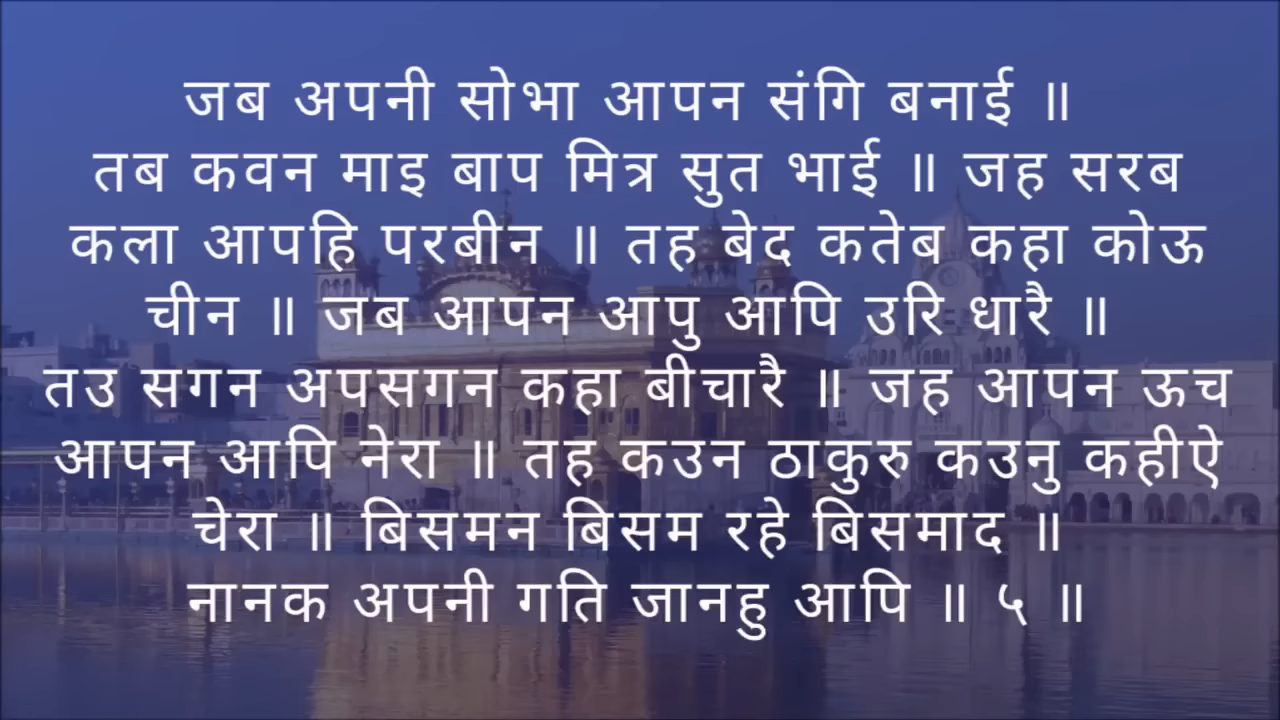 जब अपनी सोभा आपन संगि बनाई ॥
तब कवन माइ बाप मित्र सुत भाई ॥ जह सरब
कला आपहि परबीन ॥ तह बेद कतेब कहा कोऊ
चीन ॥ जब आपन आपु आपि उरि धारै ॥
तउ सगन अपसगन कहा बीचारै ॥ जह आपन ऊच
आपन आपि नेरा ॥ तह कउन ठाकुरु कउनु कहीऐ
चेरा ॥ बिसमन बिसम रहे बिसमाद ॥
नानक अपनी गति जानहु आपि ॥ ५ ॥